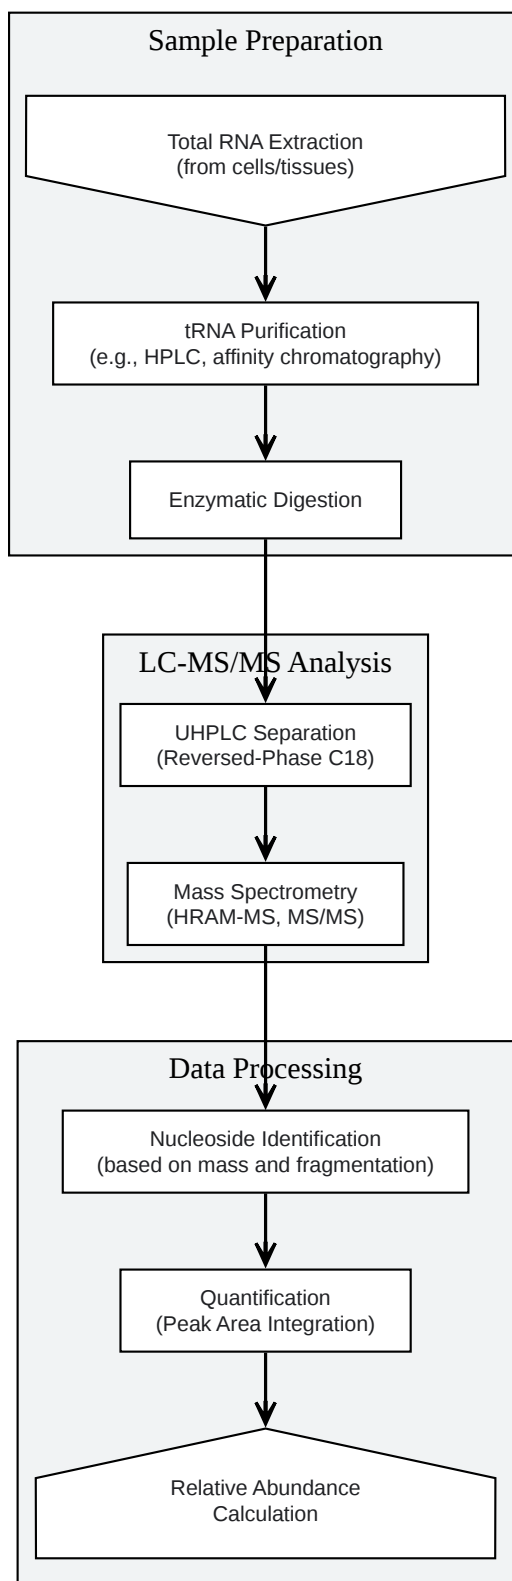 Sample Preparation
Total RNA Extraction
(from cells/tissues)
tRNA Purification
(e.g., HPLC, affinity chromatography)
Enzymatic Digestion
LC-MS/MS Analysis
UHPLC Separation
(Reversed-Phase C18)
Mass Spectrometry
(HRAM-MS, MS/MS)
Data Processing
Nucleoside Identification
(based on mass and fragmentation)
Quantification
(Peak Area Integration)
Relative Abundance
Calculation